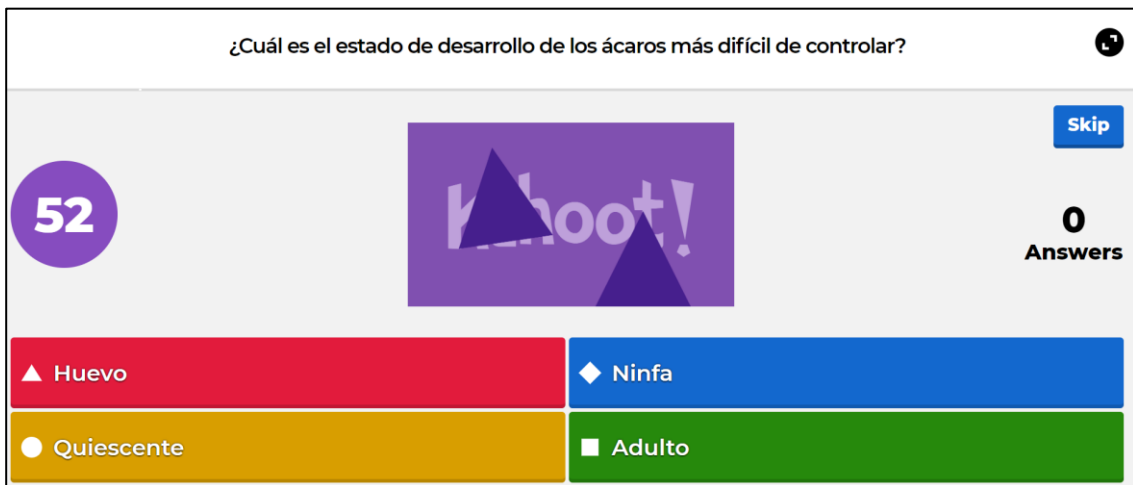 ¿Cuál es el estado de desarrollo de los ácaros más difícil de controlar?
Skip
52
Kahoot!
0
Answers
Huevo
Ninfa
Quiescente
Adulto